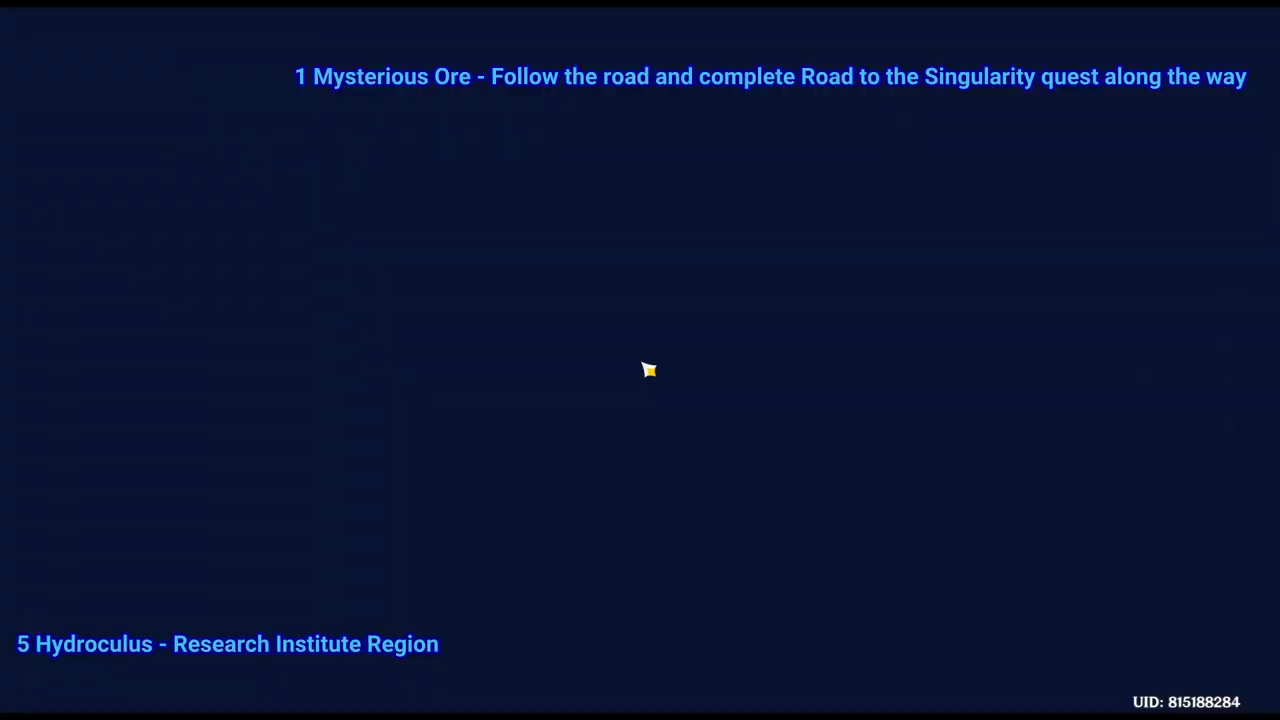 1 Mysterious Ore - Follow the road and complete Road to the Singularity quest along the way
5 Hydroculus - Research Institute Region
UID: 815188284